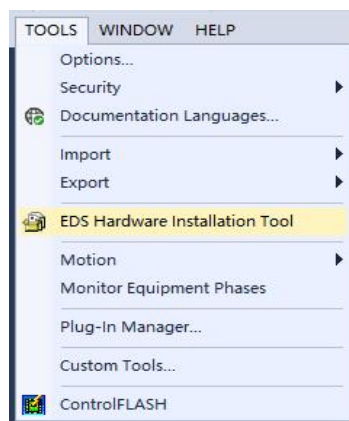 TOOLS WINDOW HELP
Options...
Security
Documentation Languages...
Import
Export
EDS Hardware Installation Tool
Motion
Monitor Equipment Phases
Plug-In Manager...
Custom Tools...
ControlFLASH